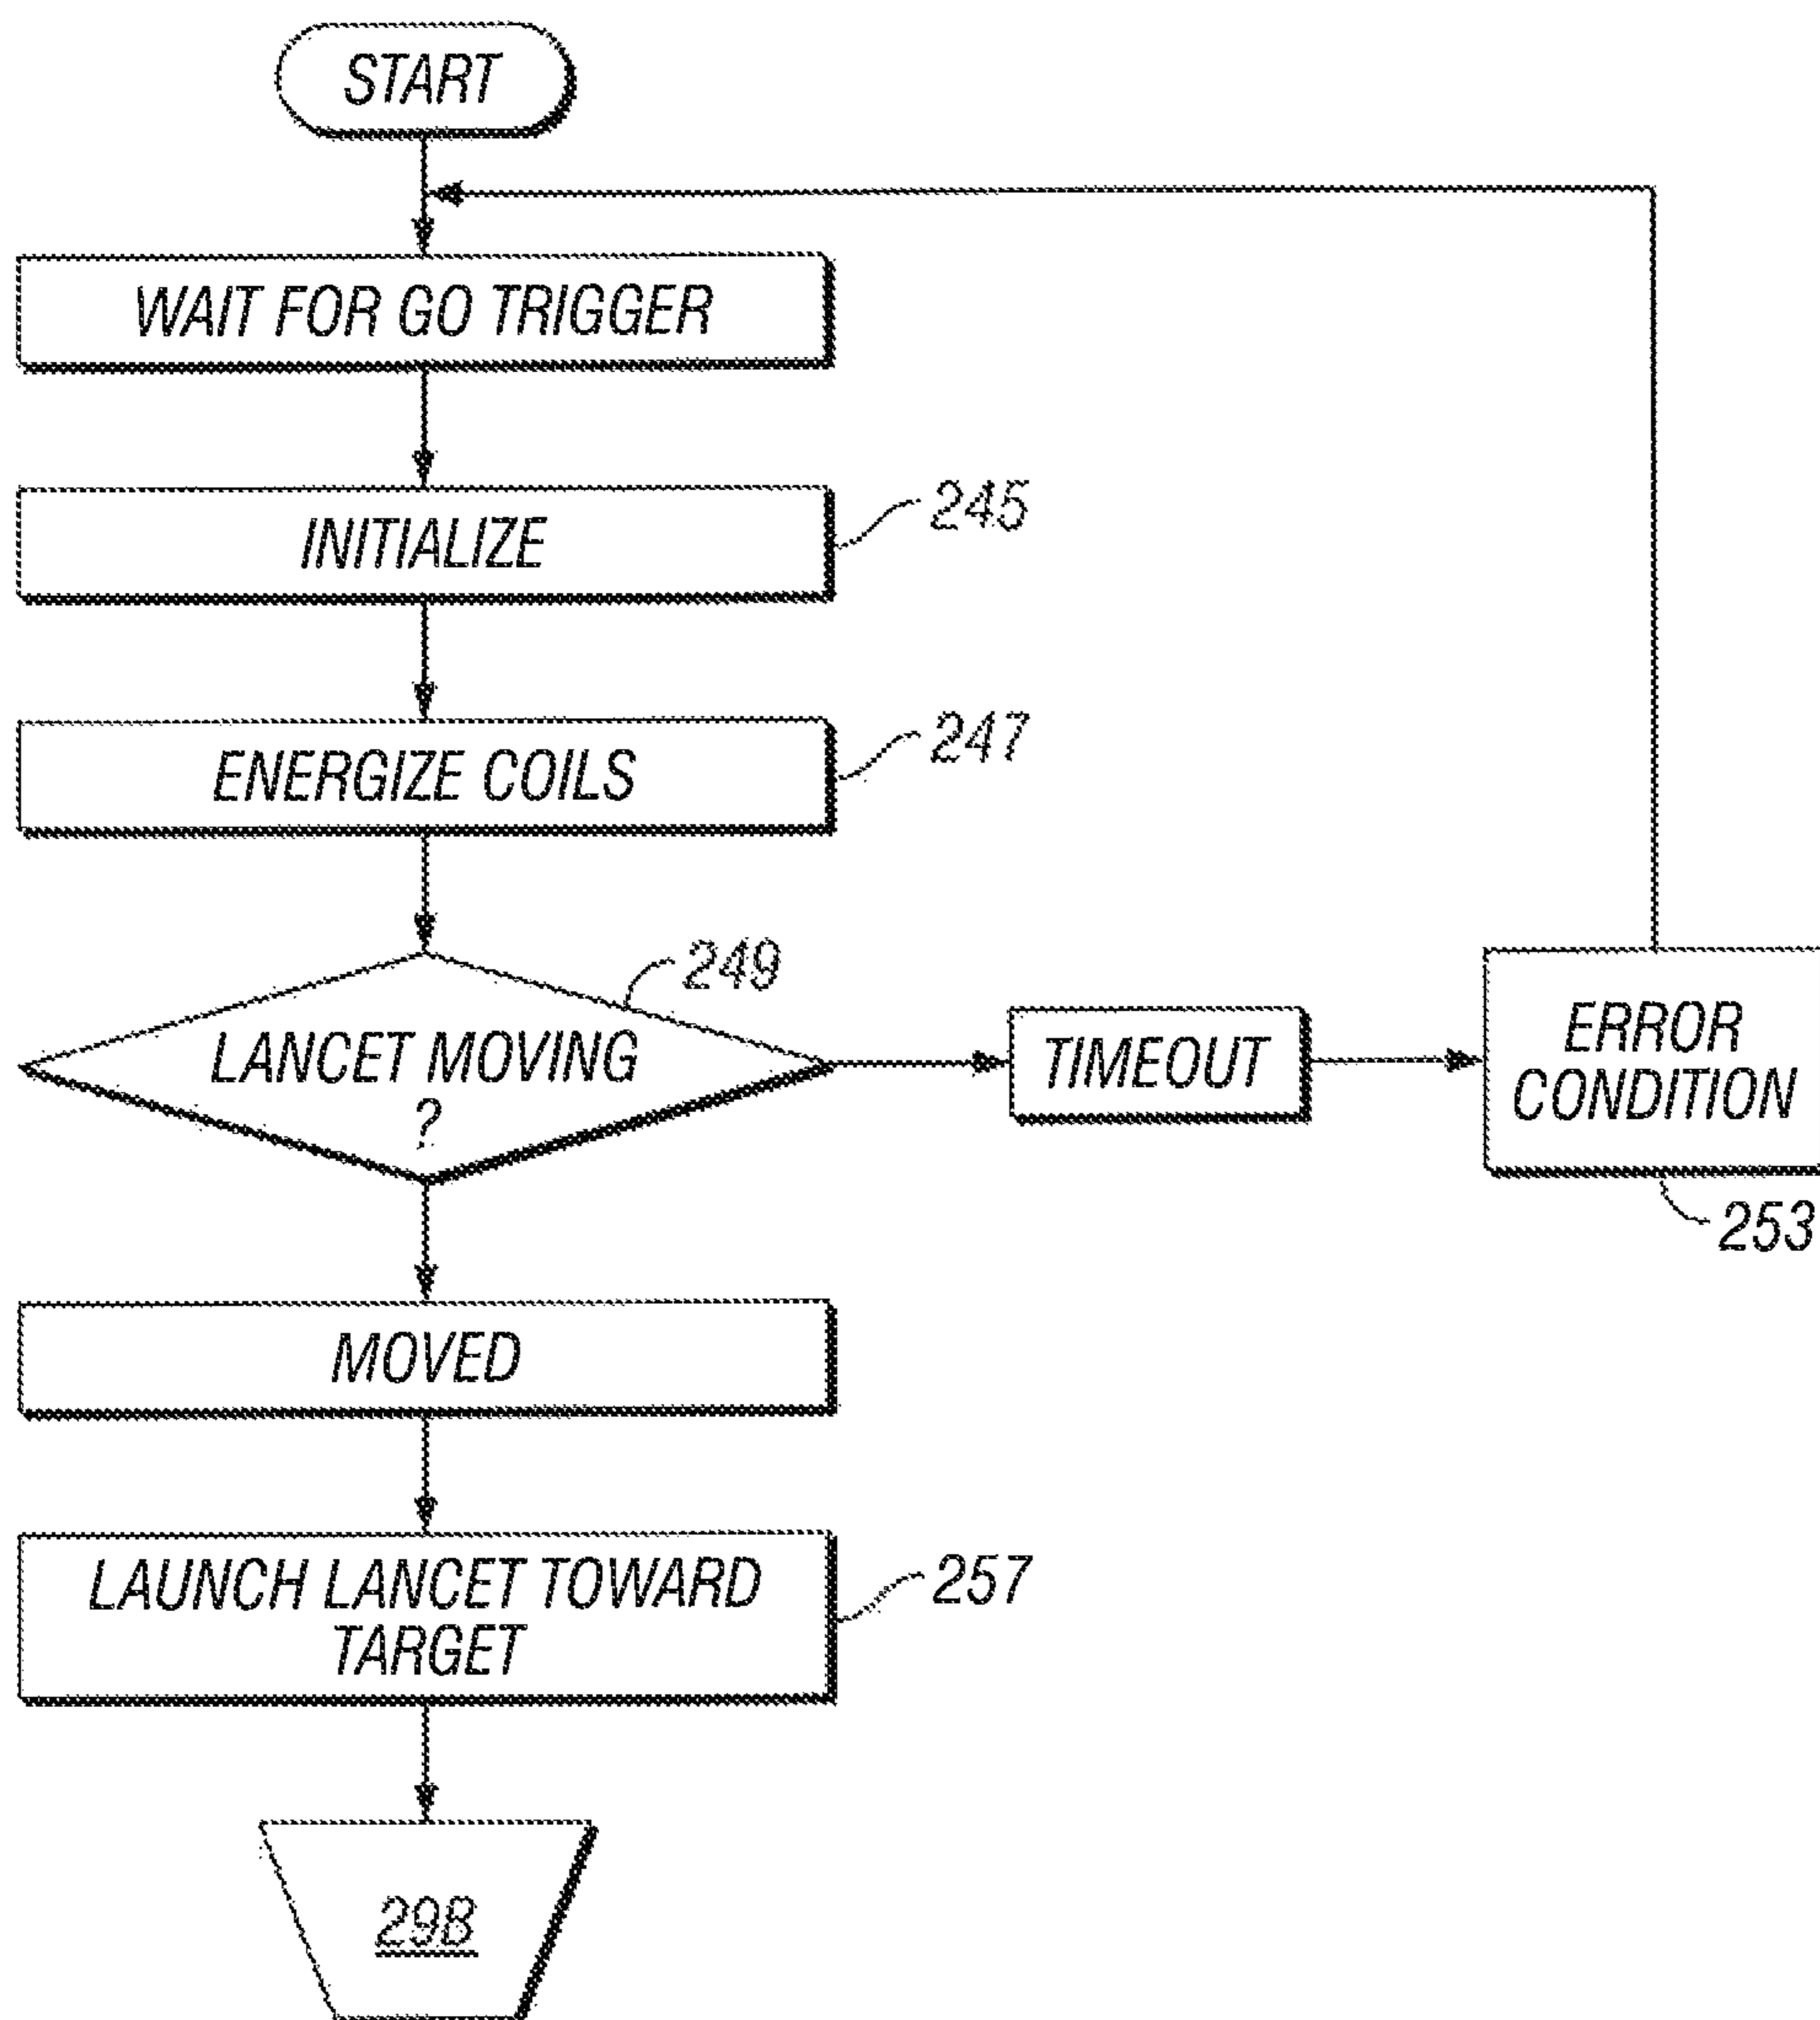 START
WAIT FOR GO TRIGGER
INITIALIZE
245
ENERGIZE COILS
247
249
LANCET MOVING
?
TIMEOUT
ERROR
CONDITION
253
MOVED
LAUNCH LANCET TOWARD
TARGET
257
29B